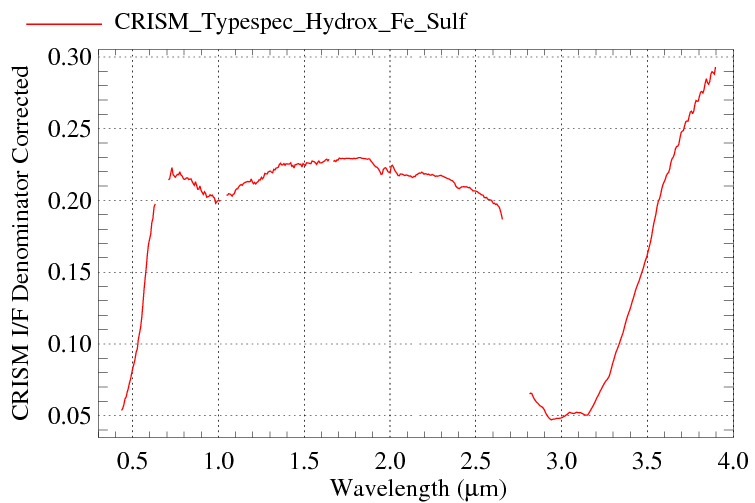 CRISM_Typespec_Hydrox_Fe_Sulf
CRISM I/F Denominator Corrected
0.30
0.25
0.20
0.15
0.10
0.05
0.5 1.0 1.5 2.0 2.5 3.0 3.5 4.0
Wavelength (μm)